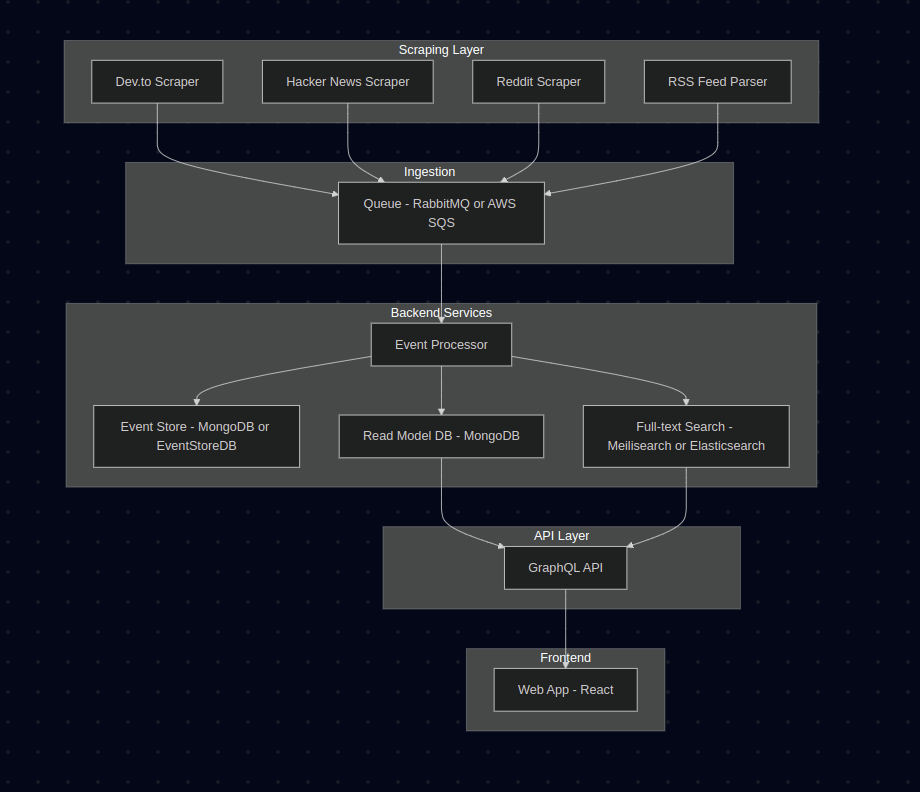 Scraping Layer
Dev.to Scraper
Hacker News Scraper
Reddit Scraper
RSS Feed Parser
Ingestion
Queue - RabbitMQ or AWS
SQS
Backend Services
Event Processor
Event Store - MongoDB or
EventStoreDB
Read Model DB - MongoDB
Full-text Search -
Meilisearch or Elasticsearch
API Layer
GraphQL API
Frontend
Web App - React